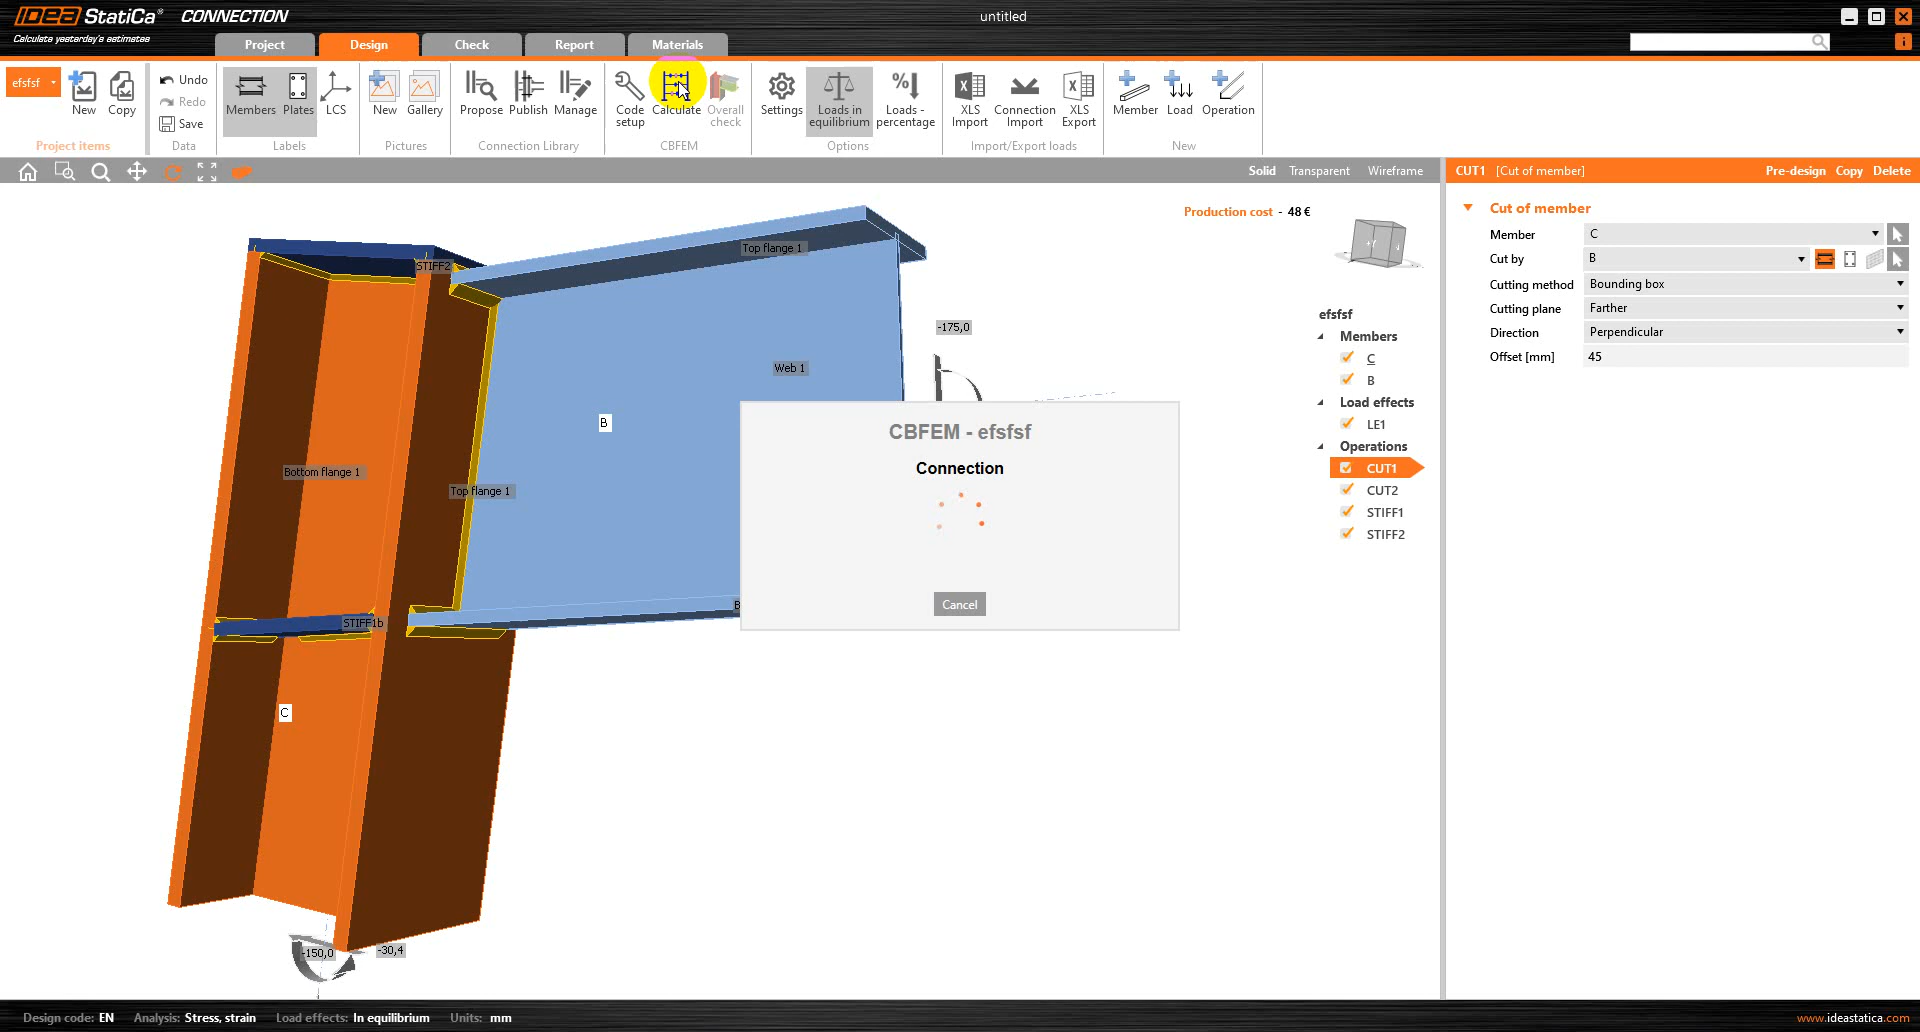 IDEA StatiCa® CONNECTION
Calculate yesterday's estimates
untitled
Project
Design
Check
Report
Materials
efsfsf
New
Copy
Project items
Undo
Redo
Save
Data
Members
Plates
LCS
Labels
New
Gallery
Pictures
Propose
Publish
Manage
Connection Library
Code setup
Calculate
Overall check
CBFEM
Settings
Loads in equilibrium
Loads - percentage
Options
XLS Import
Connection Import
XLS Export
Import/Export loads
Member
Load
Operation
New
Solid
Transparent
Wireframe
CUT1 [Cut of member]
Pre-design
Copy
Delete
Production cost - 48 €
Cut of member
Member C
Cut by B
Cutting method Bounding box
Cutting plane Farther
Direction Perpendicular
Offset [mm] 45
efsfsf
Members
C
B
Load effects
LE1
Operations
CUT1
CUT2
STIFF1
STIFF2
Top flange 1
STIFF2
-175,0
Web 1
B
Bottom flange 1
Top flange 1
B
STIFF1b
C
-150,0
-30,4
CBFEM - efsfsf
Connection
Cancel
Design code: EN
Analysis: Stress, strain
Load effects: In equilibrium
Units: mm
www.ideastatica.com